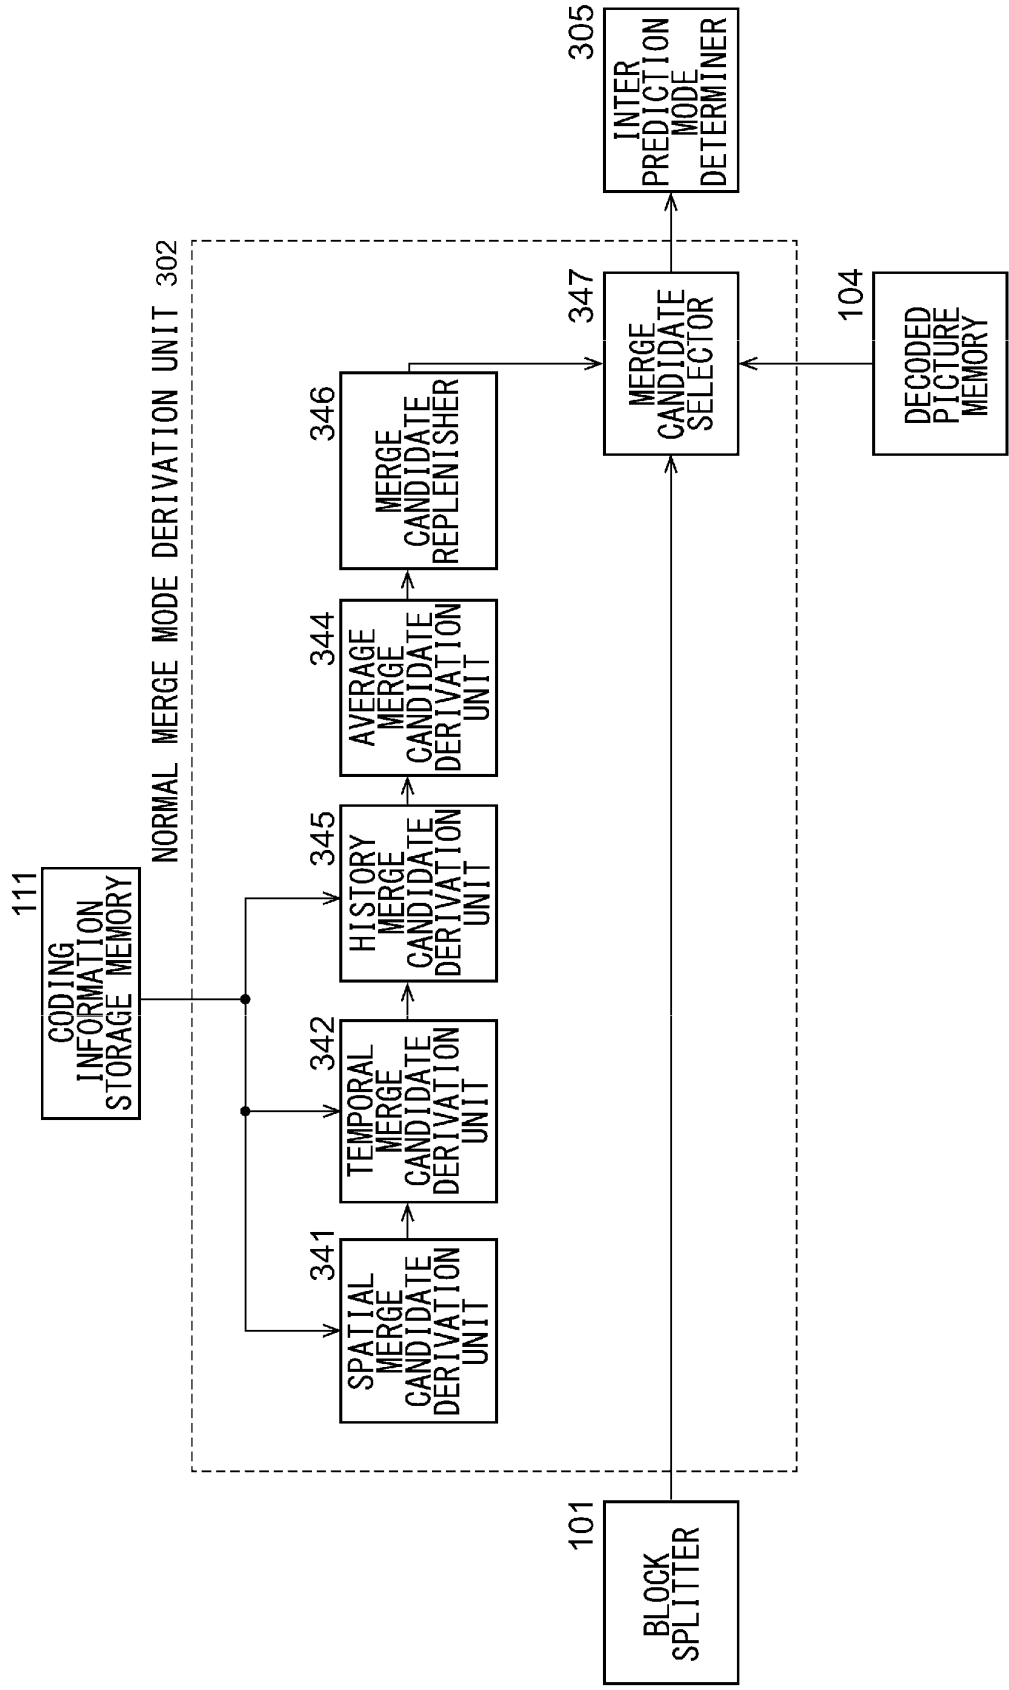 111
CODING
INFORMATION
STORAGE MEMORY
NORMAL MERGE MODE DERIVATION UNIT 302
341
SPATIAL
MERGE
CANDIDATE
DERIVATION
UNIT
342
TEMPORAL
MERGE
CANDIDATE
DERIVATION
UNIT
345
HISTORY
MERGE
CANDIDATE
DERIVATION
UNIT
344
AVERAGE
MERGE
CANDIDATE
DERIVATION
UNIT
346
MERGE
CANDIDATE
REPLENISHER
101
BLOCK
SPLITTER
347
MERGE
CANDIDATE
SELECTOR
305
INTER
PREDICTION
MODE
DETERMINER
104
DECODED
PICTURE
MEMORY